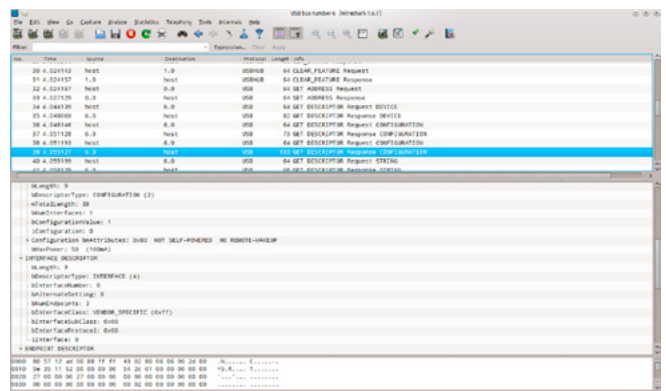 USB bus number 6 [Wireshark 1.6.7]
File Edit View Go Capture Analyze Statistics Telephony Tools Internals Help
Filter: Expression... Clear Apply
No. Time Source Destination Protocol Length Info
30 4.024143 host 1.0 USBHUB 64 CLEAR_FEATURE Request
31 4.024157 1.0 host USBHUB 64 CLEAR_FEATURE Response
32 4.024167 host 0.0 USB 64 SET ADDRESS Request
33 4.027129 0.0 host USB 64 SET ADDRESS Response
34 4.044139 host 6.0 USB 64 GET DESCRIPTOR Request DEVICE
35 6.0 host USB 82 GET DESCRIPTOR Response DEVICE
36 host 6.0 USB 64 GET DESCRIPTOR Request CONFIGURATION
37 4.051128 6.0 host USB 73 GET DESCRIPTOR Response CONFIGURATION
38 4.051193 host 6.0 USB 64 GET DESCRIPTOR Request CONFIGURATION
39 4.055127 6.0 host USB 103 GET DESCRIPTOR Response CONFIGURATION
40 4.055199 host 6.0 USB 64 GET DESCRIPTOR Request STRING
bLength: 9
bDescriptorType: CONFIGURATION (2)
wTotalLength: 39
bNumInterfaces: 1
bConfigurationValue: 1
iConfiguration: 0
Configuration bmAttributes: NOT SELF-POWERED NO REMOTE-WAKEUP
bMaxPower: 50 (100mA)
INTERFACE DESCRIPTOR
bLength: 9
bDescriptorType: INTERFACE (4)
bInterfaceNumber: 0
bAlternateSetting: 0
bNumEndpoints: 3
bInterfaceClass: VENDOR_SPECIFIC (0xff)
bInterfaceSubClass: 0x00
bInterfaceProtocol: 0x00
iInterface: 0
ENDPOINT DESCRIPTOR
0000
0010
0020
0030